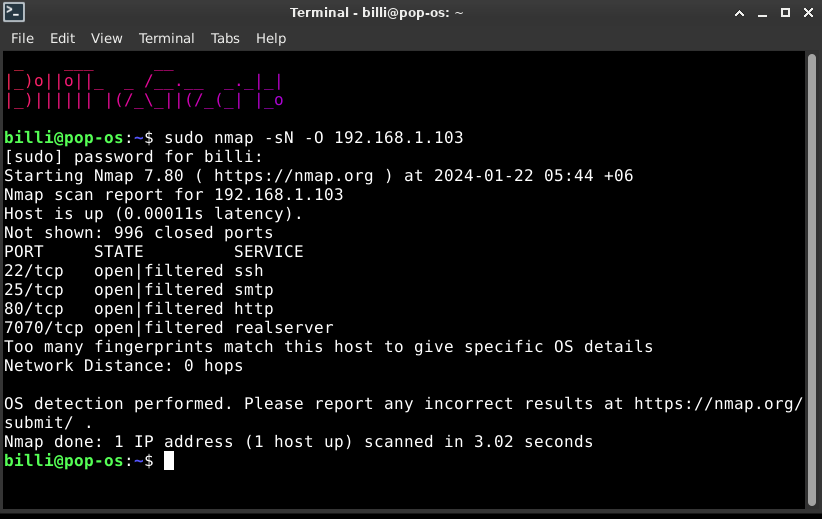 Terminal - billi@pop-os: ~
File Edit View Terminal Tabs Help
billi@pop-os:~$ sudo nmap -sN -O 192.168.1.103
[sudo] password for billi:
Starting Nmap 7.80 ( https://nmap.org ) at 2024-01-22 05:44 +06
Nmap scan report for 192.168.1.103
Host is up (0.00011s latency).
Not shown: 996 closed ports
PORT     STATE         SERVICE
22/tcp   open|filtered ssh
25/tcp   open|filtered smtp
80/tcp   open|filtered http
7070/tcp open|filtered realserver
Too many fingerprints match this host to give specific OS details
Network Distance: 0 hops
OS detection performed. Please report any incorrect results at https://nmap.org/
submit/ .
Nmap done: 1 IP address (1 host up) scanned in 3.02 seconds
billi@pop-os:~$